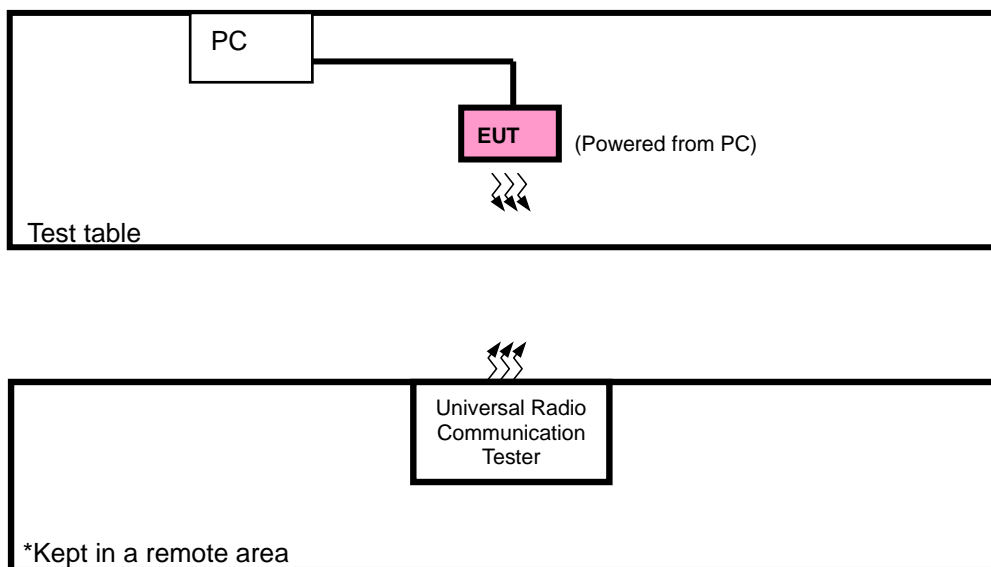 PC
EUT
(Powered from PC)
Test table
Universal Radio
Communication
Tester
*Kept in a remote area